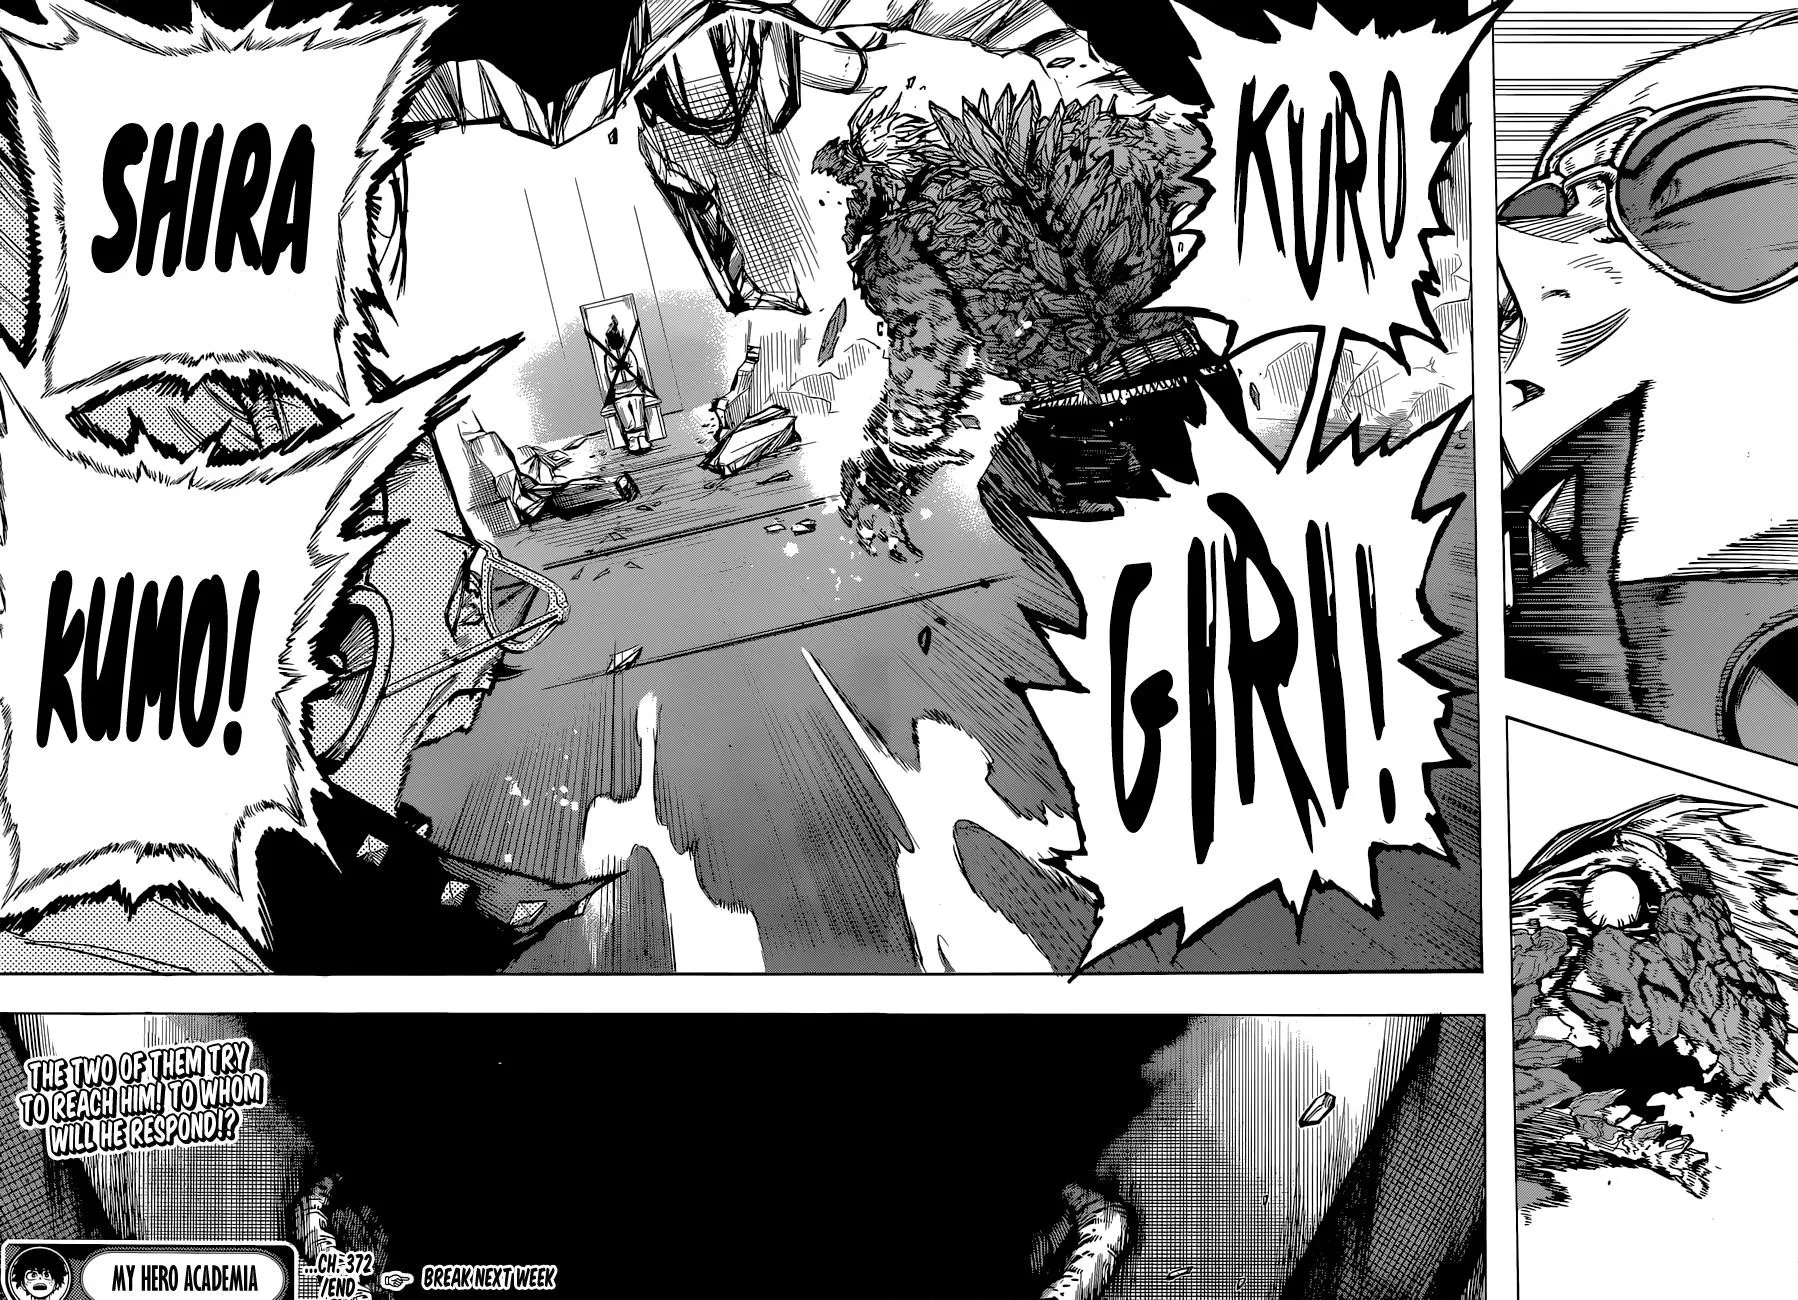 KURO
GIRI!
SHIRA
KUMO!
THE TWO OF THEM TRY
TO REACH HIM! TO WHOM
WILL HE RESPOND!?
MY HERO ACADEMIA
...CH. 372
/END
BREAK NEXT WEEK